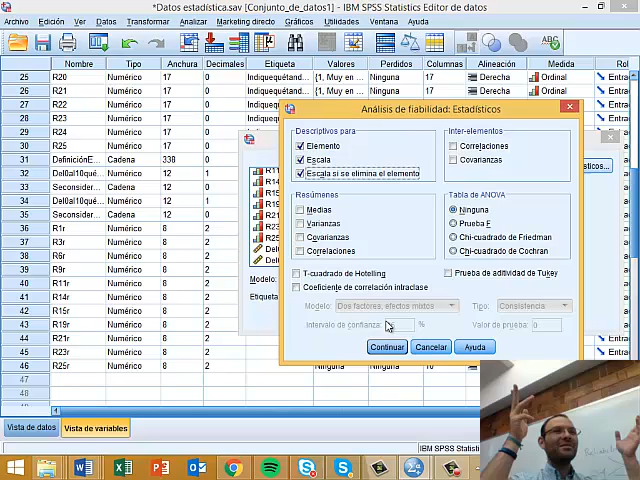 *Datos estadística.sav [Conjunto_de_datos1] - IBM SPSS Statistics Editor de datos
Archivo Edición Ver Datos Transformar Analizar Marketing directo Gráficos Utilidades Ventana Ayuda
Nombre Tipo Anchura Decimales Etiqueta Valores Perdidos Columnas Alineación Medida Rol
25 R20 Numérico 17 0 Indiquequétand... {1, Muy en ... Ninguna 17 Derecha Ordinal Entra
26 R21 Numérico 17 0 Indiquequétand... {1, Muy en ... Ninguna 17 Derecha Ordinal Entra
27 R22 Numérico 17
28 R23 Numérico 17
29 R24 Numérico 17
30 R25 Numérico 17
31 DefiniciónE... Cadena 338
32 Del0al10qué... Numérico 12 1
33 Seconsider... Cadena 12 0
34 Del0al10qué... Numérico 12 1
35 Seconsider... Cadena 12 0
36 R1r Numérico 8 2
37 R3r Numérico 8 2
38 R6r Numérico 8 2
39 R9r Numérico 8 2
40 R11r Numérico 8 2
41 R14r Numérico 8 2
42 R15r Numérico 8 2
43 R19r Numérico 8 2
44 R21r Numérico 8 2
45 R23r Numérico 8 2
46 R25r Numérico 8 2 Ninguna Ninguna 10
47
48
Análisis de fiabilidad: Estadísticos
Descriptivos para
Elemento
Escala
Escala si se elimina el elemento
Inter-elementos
Correlaciones
Covarianzas
Resúmenes
Medias
Varianzas
Covarianzas
Correlaciones
Tabla de ANOVA
Ninguna
Prueba F
Chi-cuadrado de Friedman
Chi-cuadrado de Cochran
T-cuadrado de Hotelling
Prueba de aditividad de Tukey
Coeficiente de correlación intraclase
Modelo: Dos factores, efectos mixtos Tipo: Consistencia
Intervalo de confianza: % Valor de prueba: 0
Continuar Cancelar Ayuda
Modelo:
Etiqueta
Vista de datos Vista de variables
IBM SPSS Statistics